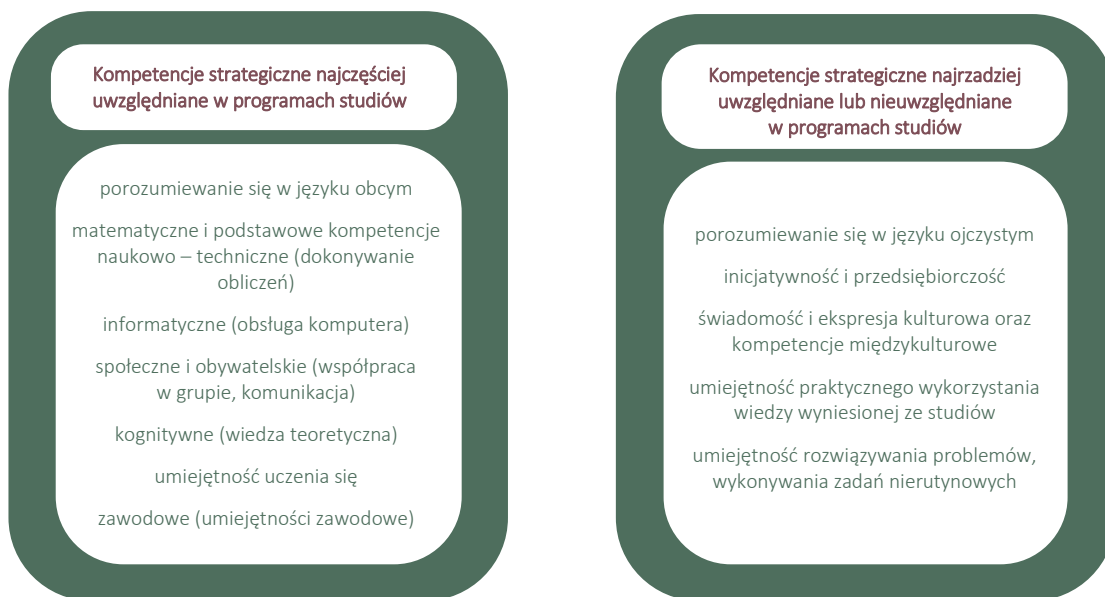 Kompetencje strategiczne najczęściej
uwzględniane w programach studiów
porozumiewanie się w języku obcym
matematyczne i podstawowe kompetencje
naukowo – techniczne (dokonywanie
obliczeń)
informatyczne (obsługa komputera)
społeczne i obywatelskie (współpraca
w grupie, komunikacja)
kognitywne (wiedza teoretyczna)
umiejętność uczenia się
zawodowe (umiejętności zawodowe)
Kompetencje strategiczne najrzadziej
uwzględniane lub nieuwzględniane
w programach studiów
porozumiewanie się w języku ojczystym
inicjatywność i przedsiębiorczość
świadomość i ekspresja kulturowa oraz
kompetencje międzykulturowe
umiejętność praktycznego wykorzystania
wiedzy wyniesionej ze studiów
umiejętność rozwiązywania problemów,
wykonywania zadań nierutynowych